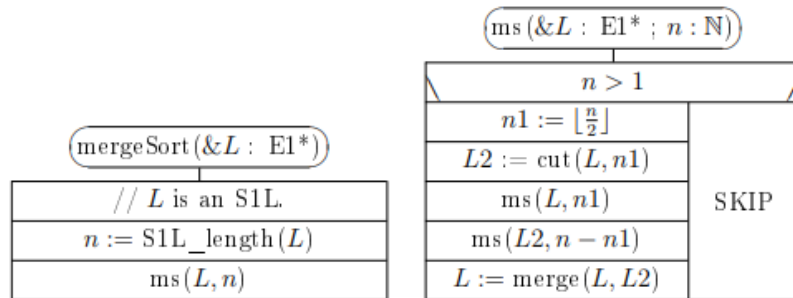 mergeSort(&L : E1*)
// L is an S1L.
n := S1L_length(L)
ms(L, n)
ms(&L : E1* ; n : ℕ)
n > 1
n1 := ⌊n/2⌋
L2 := cut(L, n1)
ms(L, n1)
ms(L2, n − n1)
L := merge(L, L2)
SKIP